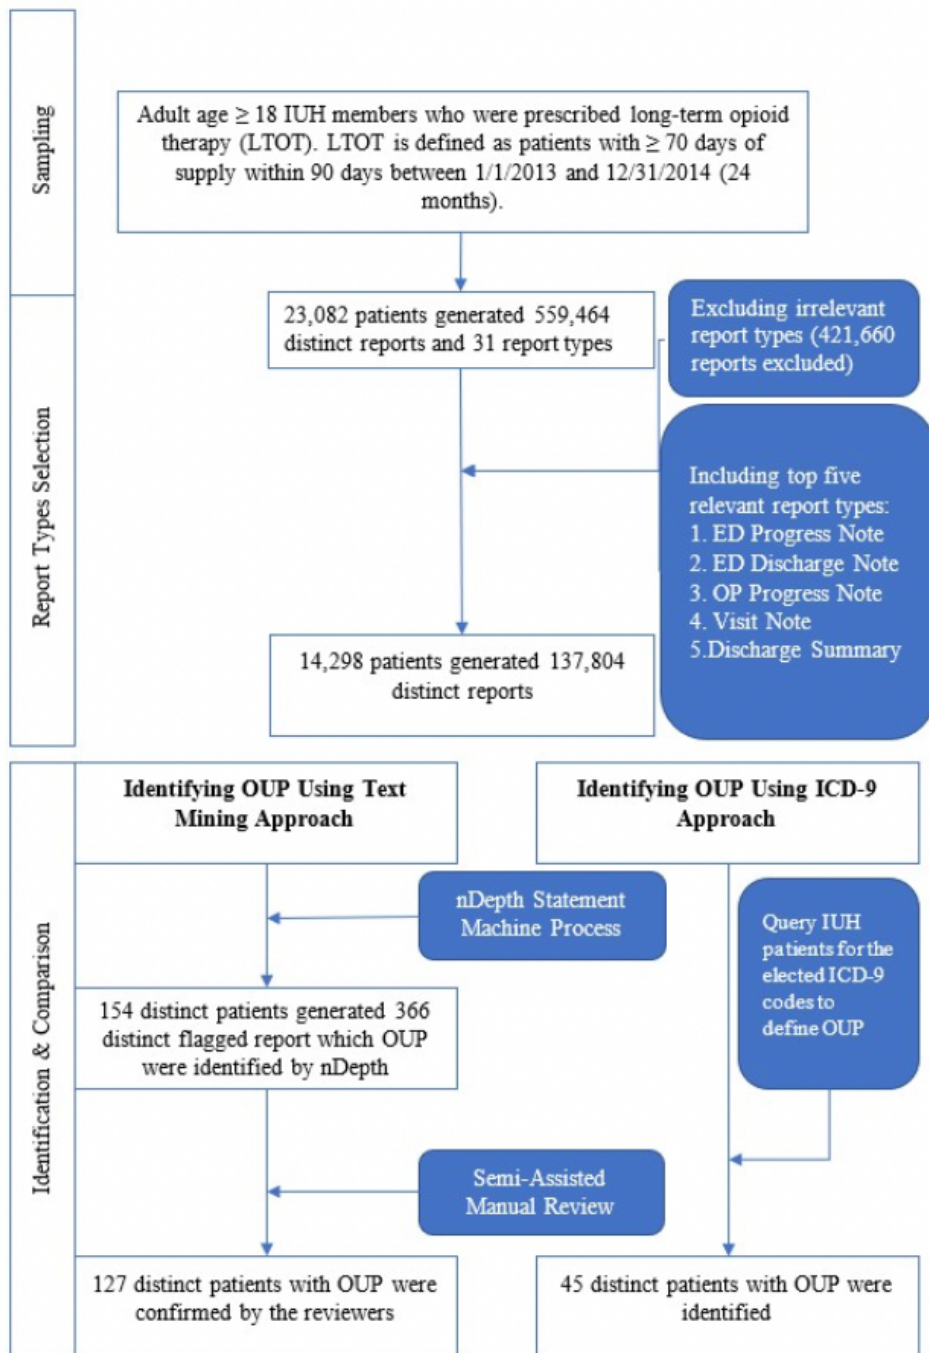 Sampling
Adult age ≥ 18 IUH members who were prescribed long-term opioid
therapy (LTOT). LTOT is defined as patients with ≥ 70 days of
supply within 90 days between 1/1/2013 and 12/31/2014 (24
months).
Report Types Selection
23,082 patients generated 559,464
distinct reports and 31 report types
Excluding irrelevant
report types (421,660
reports excluded)
Including top five
relevant report types:
1. ED Progress Note
2. ED Discharge Note
3. OP Progress Note
4. Visit Note
5.Discharge Summary
14,298 patients generated 137,804
distinct reports
Identification & Comparison
Identifying OUP Using Text
Mining Approach
Identifying OUP Using ICD-9
Approach
nDepth Statement
Machine Process
Query IUH
patients for the
elected ICD-9
codes to
define OUP
154 distinct patients generated 366
distinct flagged report which OUP
were identified by nDepth
Semi-Assisted
Manual Review
127 distinct patients with OUP were
confirmed by the reviewers
45 distinct patients with OUP were
identified